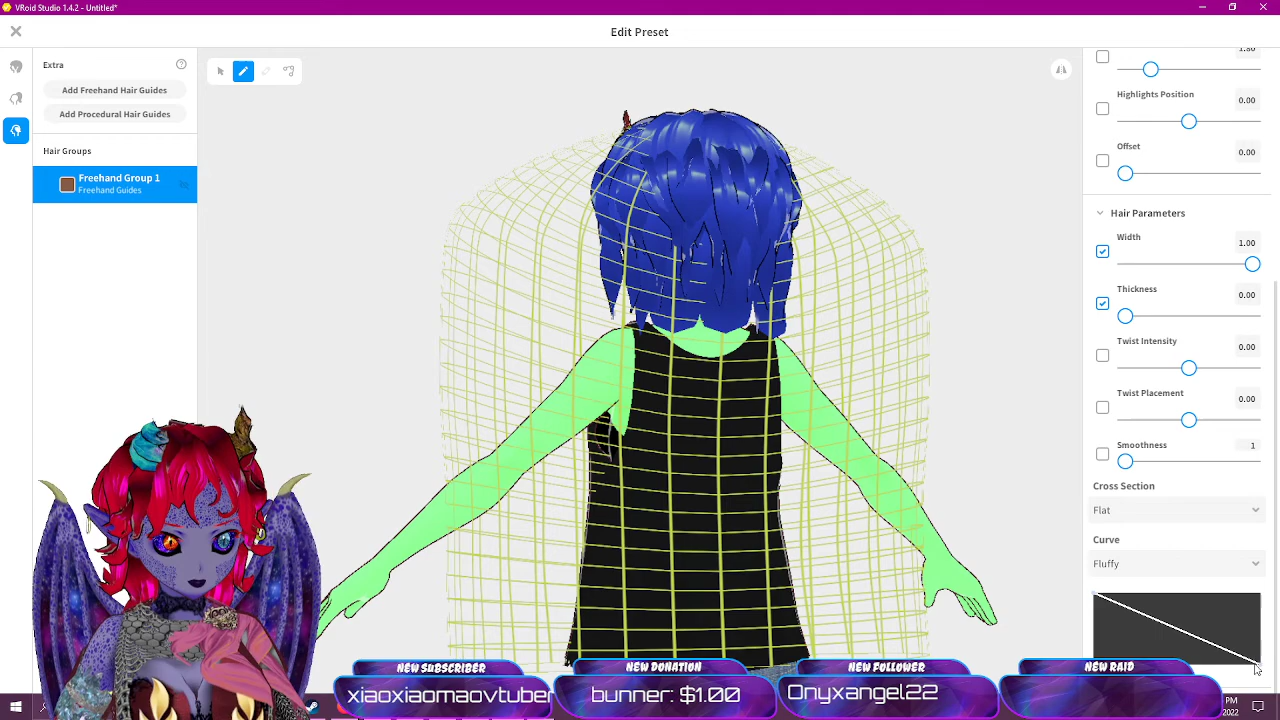 VRoid Studio 1.4.2 - Untitled*
Edit Preset
Extra
Add Freehand Hair Guides
Add Procedural Hair Guides
Hair Groups
Freehand Group 1
Freehand Guides
1.80
Highlights Position
0.00
Offset
0.00
Hair Parameters
Width
1.00
Thickness
0.00
Twist Intensity
0.00
Twist Placement
0.00
Smoothness
1
Cross Section
Flat
Curve
Fluffy
NEW SUBSCRIBER
NEW DONATION
NEW FOLLOWER
NEW RAID
xiaoxiaomaovtuber
bunner: $1.00
Onyxangel22
PM